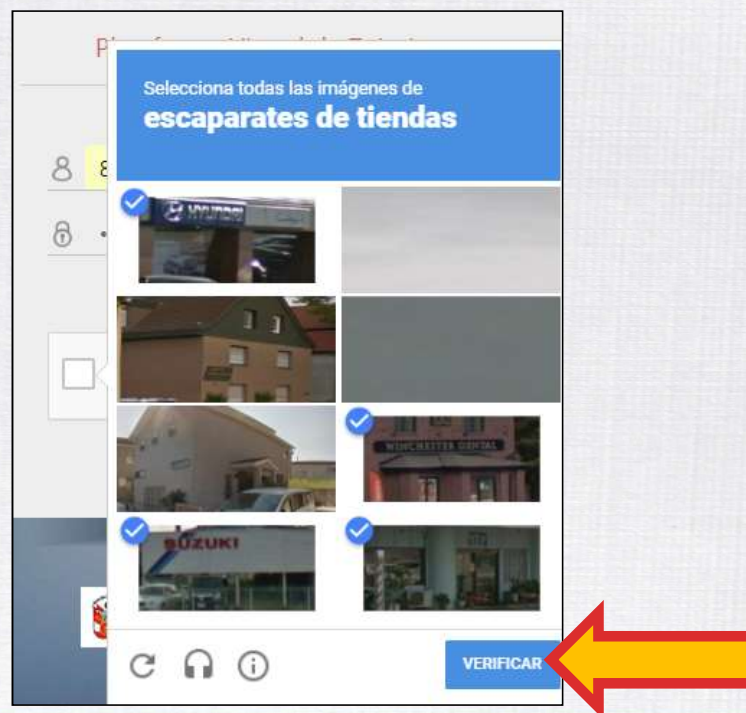 Selecciona todas las imágenes de
escaparates de tiendas
HYUNDAI
WINCHESTER DENTAL
SUZUKI
VERIFICAR